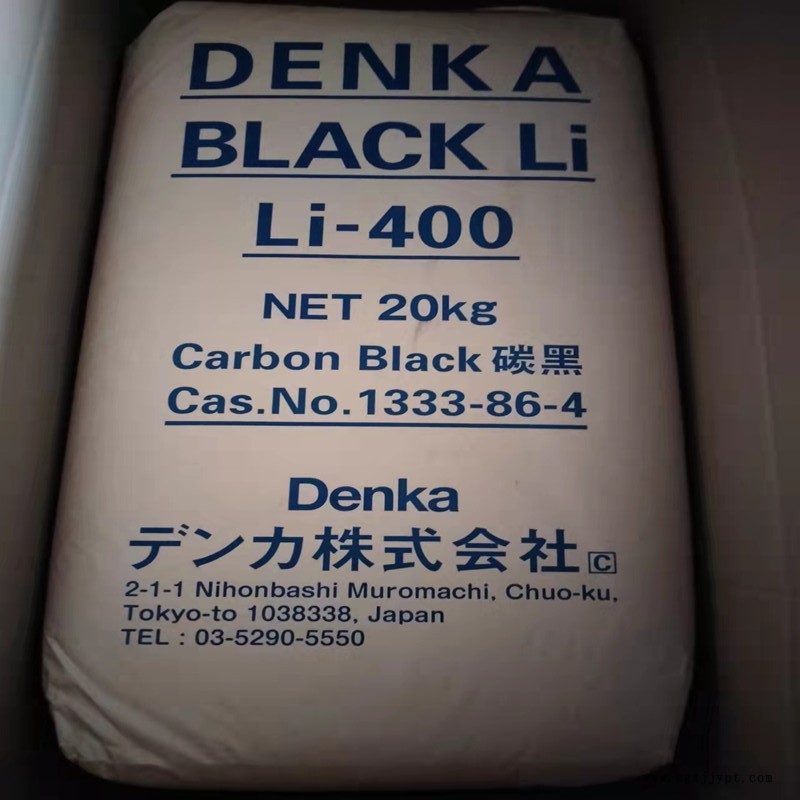 DENKA
BLACK Li
Li-400
NET 20kg
Carbon Black 碳黑
Cas.No.1333-86-4
Denka
デンカ株式会社 C
2-1-1 Nihonbashi Muromachi, Chuo-ku,
Tokyo-to 1038338, Japan
TEL : 03-5290-5550